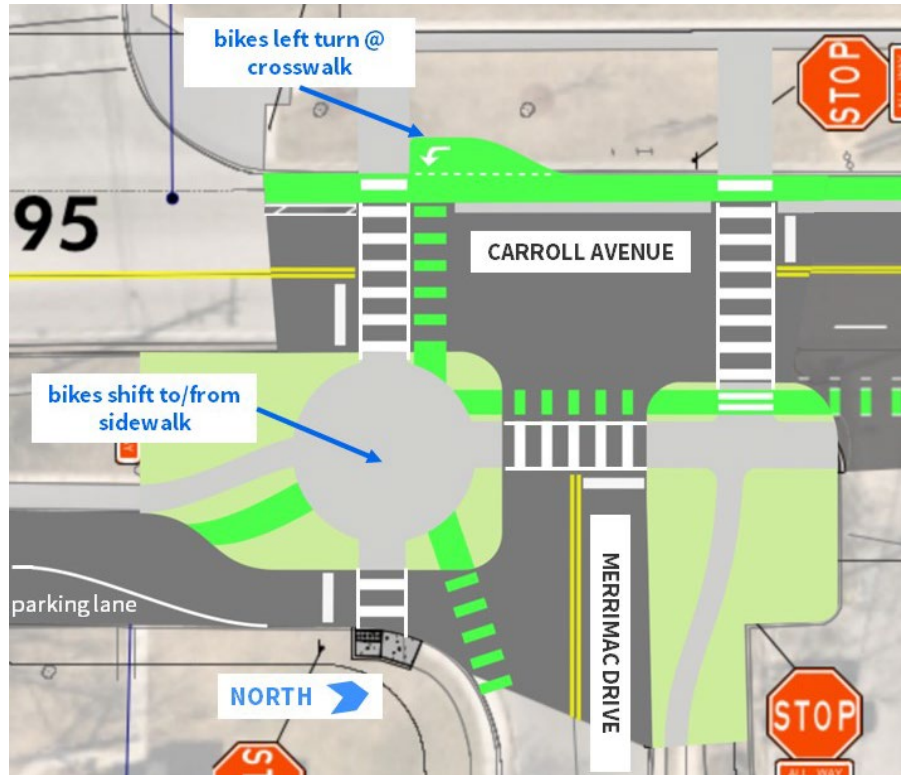 bikes left turn @
crosswalk
STOP
95
CARROLL AVENUE
bikes shift to/from
sidewalk
parking lane
MERRIMAC DRIVE
NORTH
STOP
ALL WAY